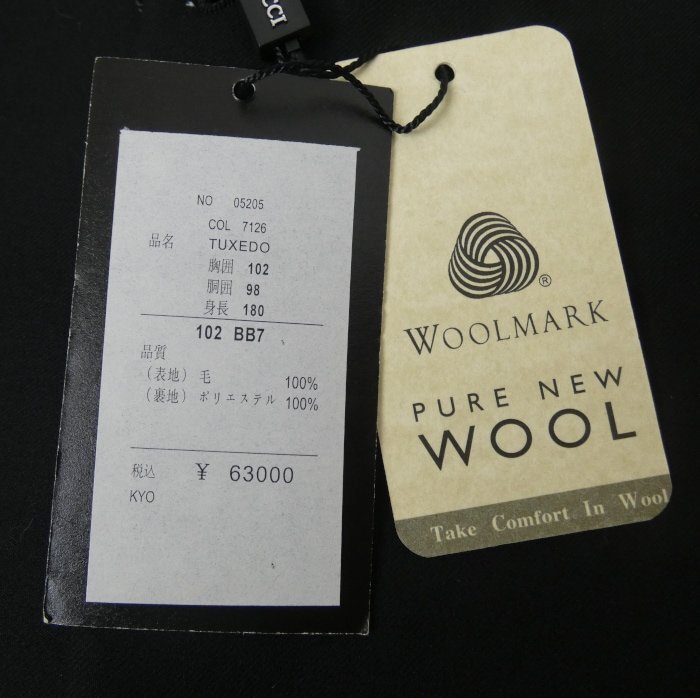 CCI
NO 05205
COL 7126
品名 TUXEDO
胸囲 102
胴囲 98
身長 180
102 BB7
品質
（表地）毛 100%
（裏地）ポリエステル 100%
税込 ¥ 63000
KYO
®
WOOLMARK
PURE NEW
WOOL
Take Comfort In Wool